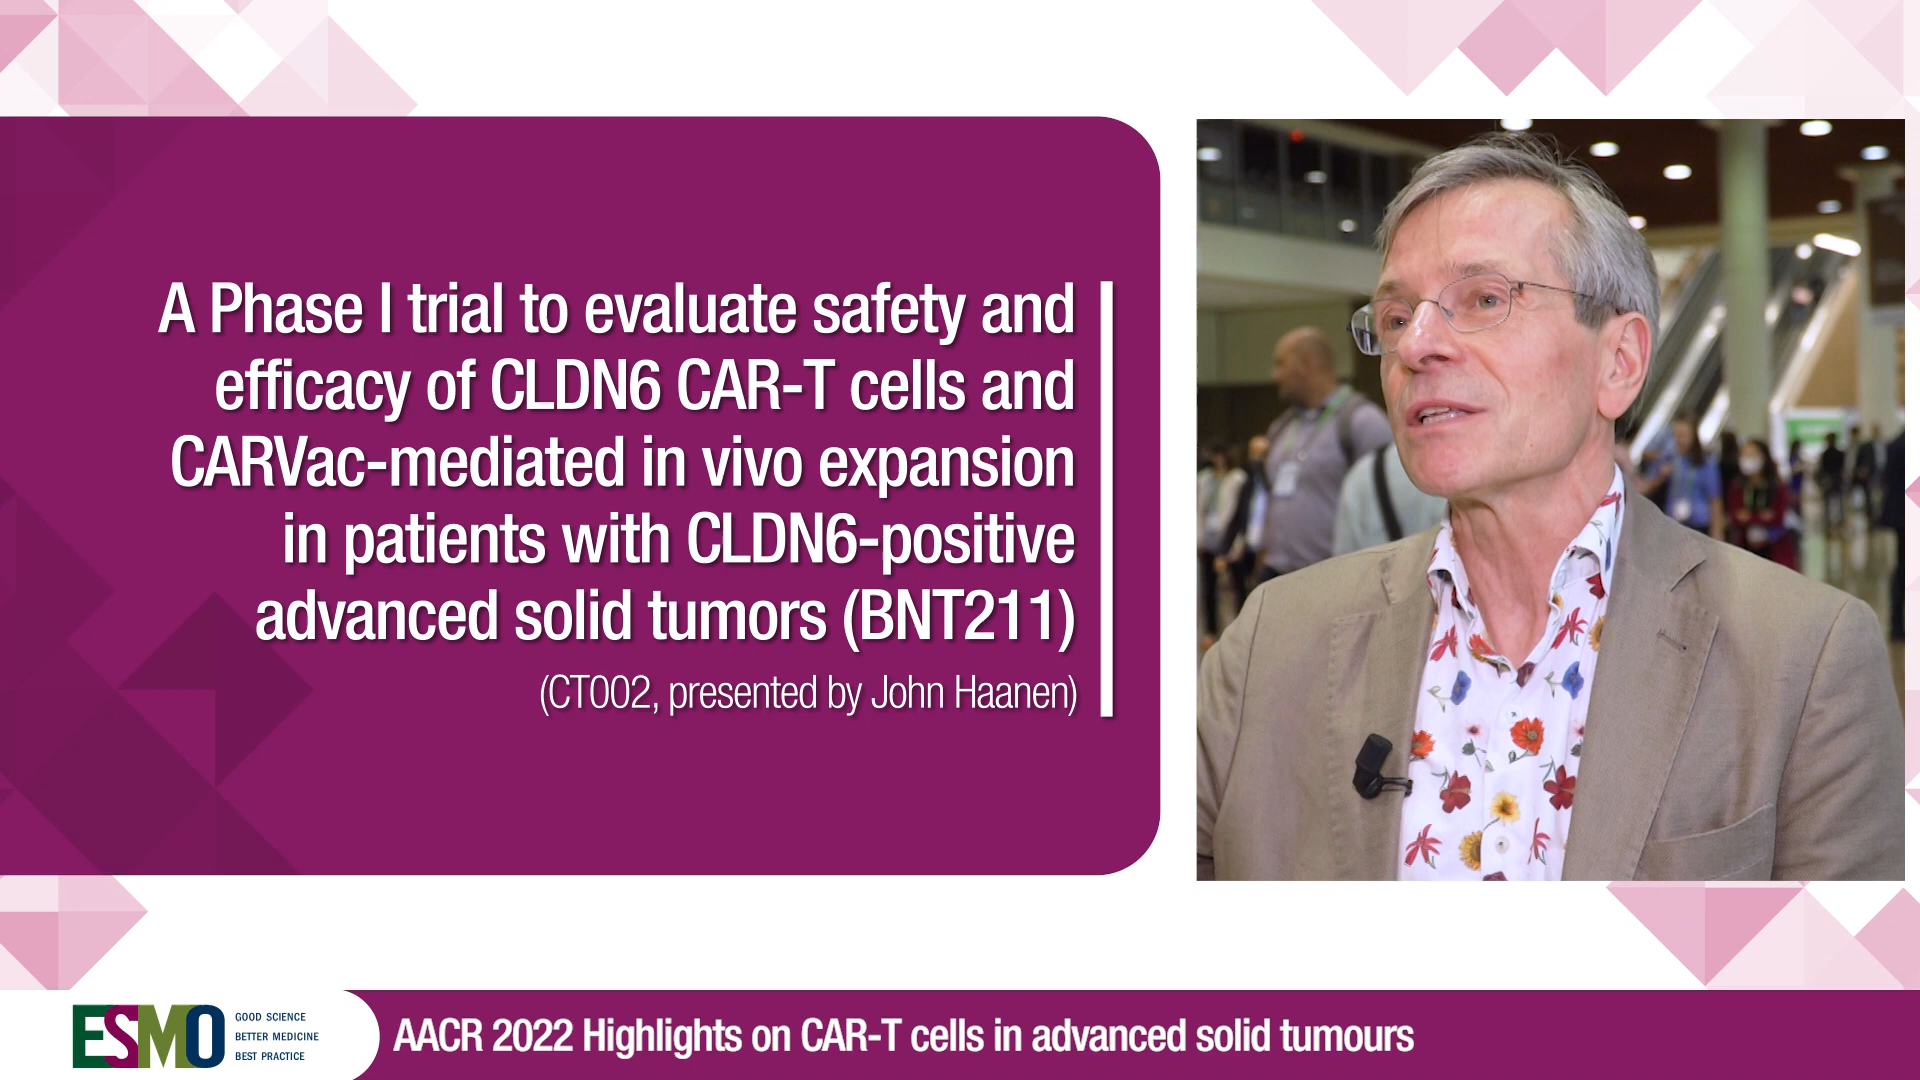 A Phase I trial to evaluate safety and
efficacy of CLDN6 CAR-T cells and
CARVac-mediated in vivo expansion
in patients with CLDN6-positive
advanced solid tumors (BNT211)
(CT002, presented by John Haanen)
ESMO
GOOD SCIENCE
BETTER MEDICINE
BEST PRACTICE
AACR 2022 Highlights on CAR-T cells in advanced solid tumours